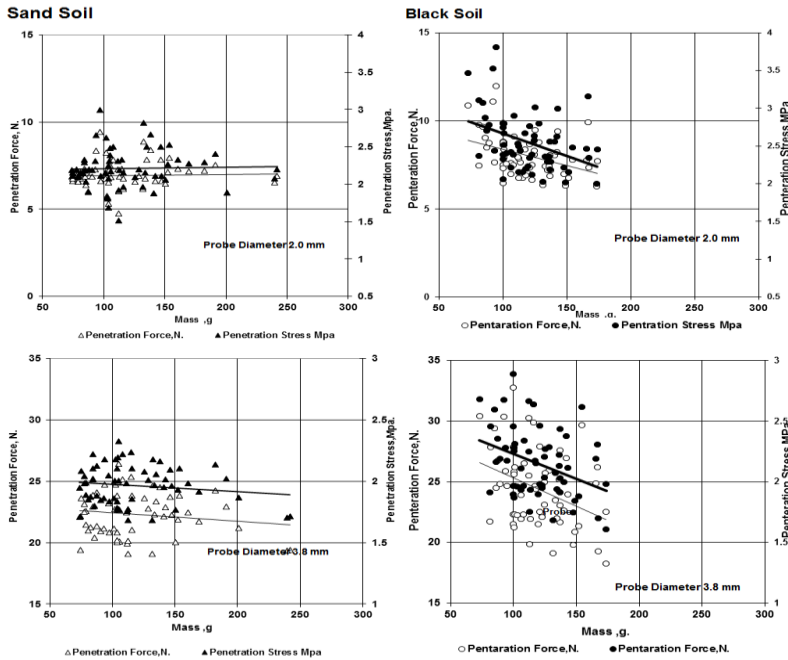 Sand Soil
15
10
5
0
50
100
150
200
250
300
4
3.5
3
2.5
2
1.5
1
0.5
Penetration Force, N.
Penetration Stress,Mpa.
Probe Diameter 2.0 mm
Mass ,g
△Penetration Force,N. ▲Penetration Stress Mpa
Black Soil
15
10
5
0
50
100
150
200
250
300
4
3.5
3
2.5
2
1.5
1
0.5
Penteration Force,N.
Penteration Stress MPa
Probe Diameter 2.0 mm
Mass ,g.
○Pentaration Force,N. ●Pentration Stress Mpa
35
30
25
20
15
50
100
150
200
250
300
3
2.5
2
1.5
1
Penetration Force, N.
Penetration Stress,Mpa.
Probe Diameter 3.8 mm
Mass ,g
△Penetration Force,N. ▲Penetration Stress Mpa
35
30
25
20
15
50
100
150
200
250
300
3
2.5
2
1.5
1
Pentaration Force,N.
Penteration Stress MPa
Probe
Probe Diameter 3.8 mm
Mass ,g.
○Pentaration Force,N. ●Pentaration Force,N.